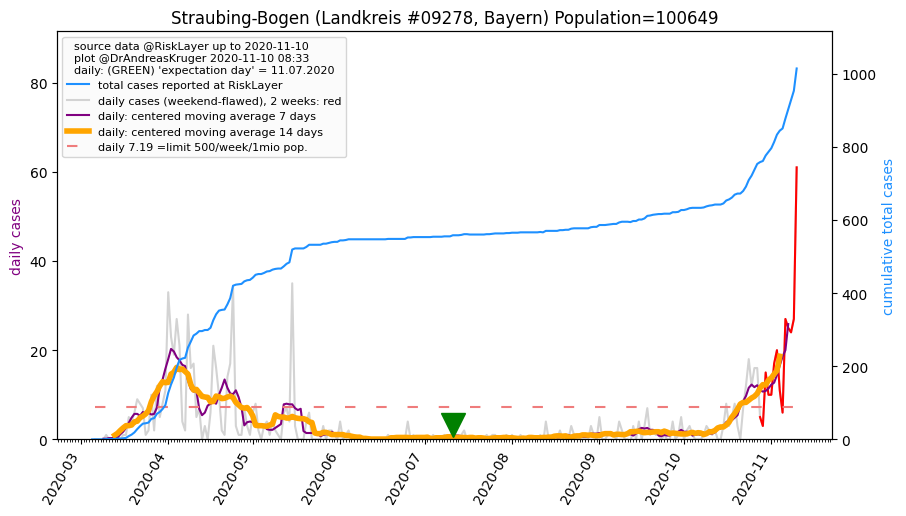 Straubing-Bogen (Landkreis #09278, Bayern) Population=100649
source data @RiskLayer up to 2020-11-10
plot @DrAndreasKruger 2020-11-10 08:33
daily: (GREEN) 'expectation day' = 11.07.2020
total cases reported at RiskLayer
daily cases (weekend-flawed), 2 weeks: red
daily: centered moving average 7 days
daily: centered moving average 14 days
daily 7.19 =limit 500/week/1mio pop.
daily cases
80
60
40
20
0
cumulative total cases
1000
800
600
400
200
0
2020-03
2020-04
2020-05
2020-06
2020-07
2020-08
2020-09
2020-10
2020-11